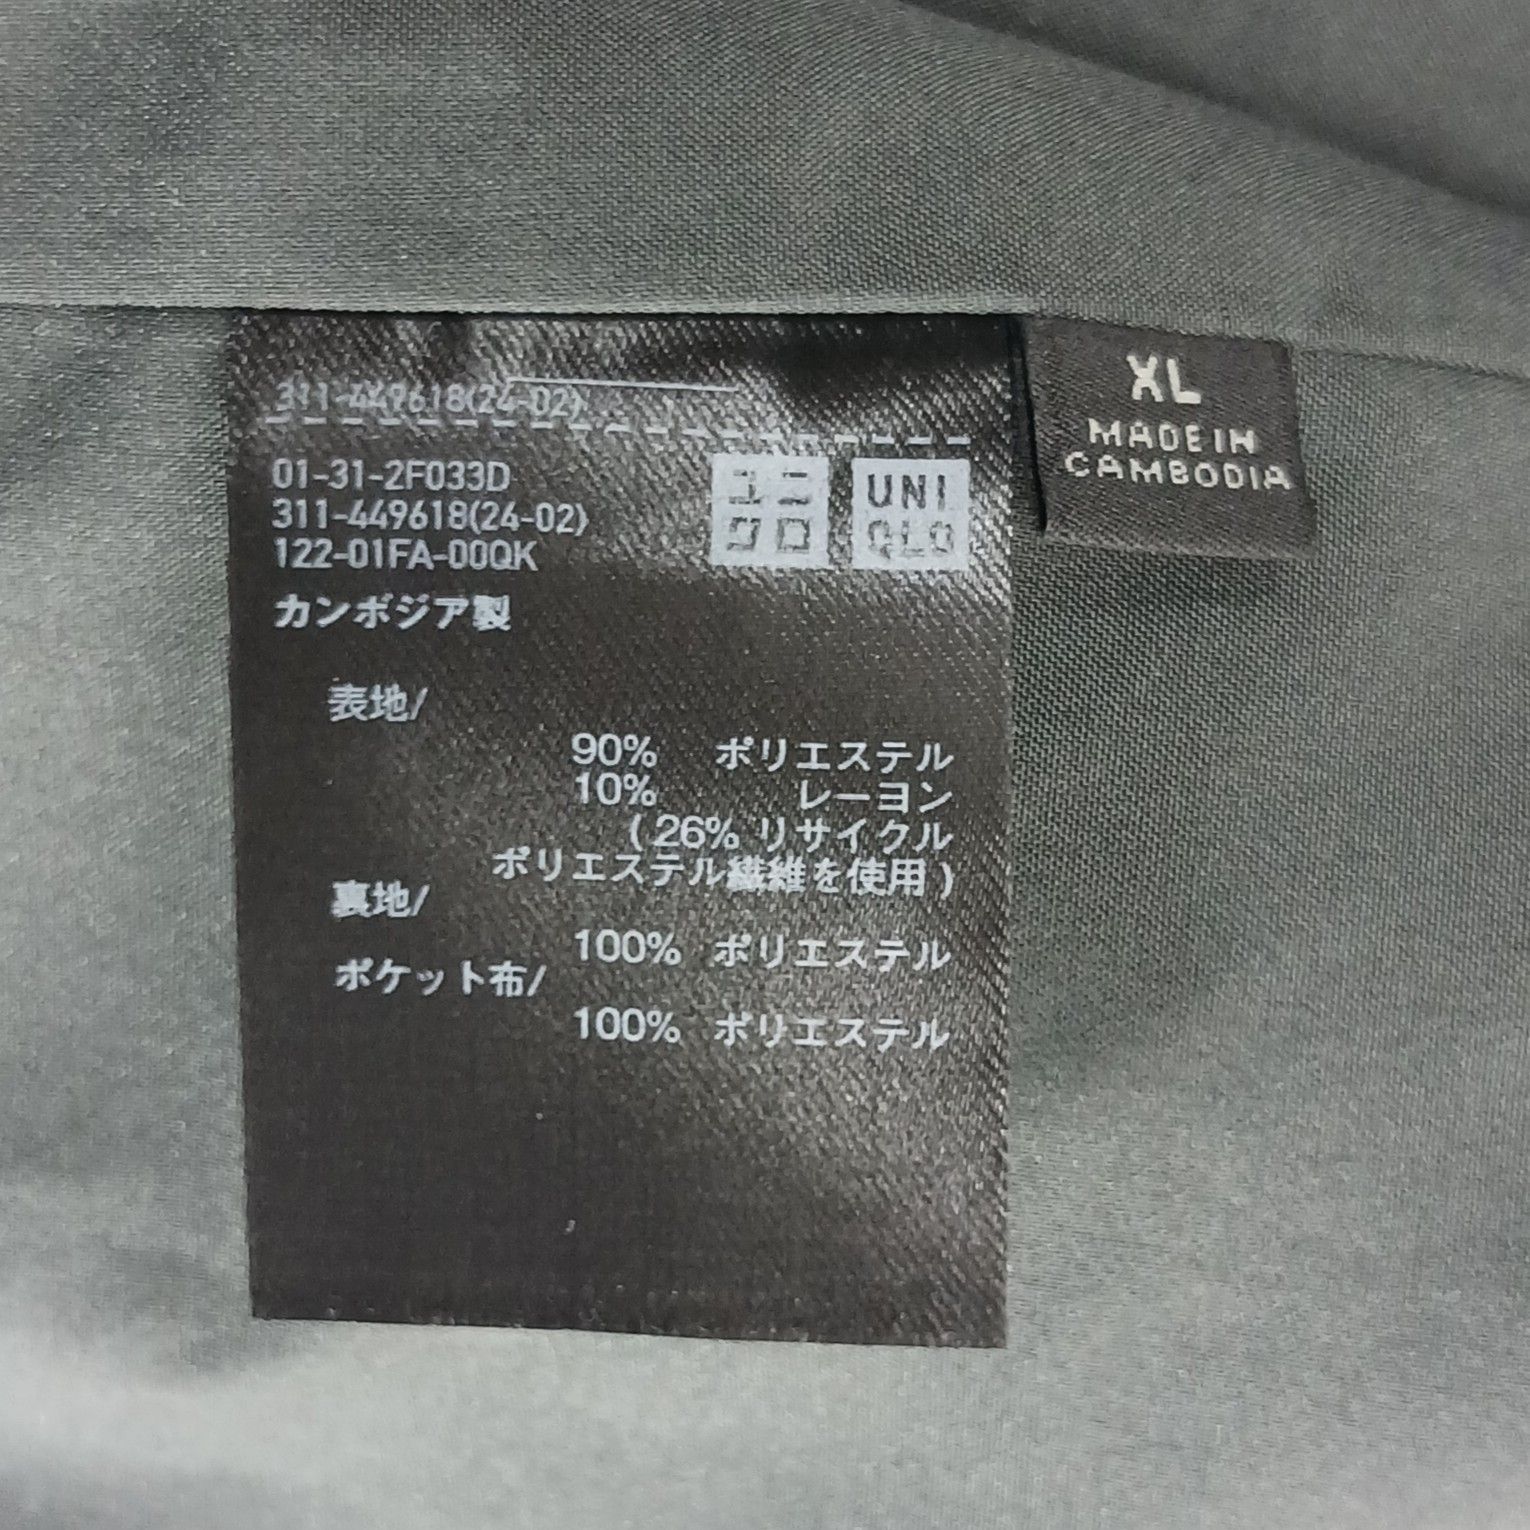 311-449618(24-02)
01-31-2F033D
311-449618(24-02)
122-01FA-00QK
ユニ
クロ
UNI
QLO
カンボジア製
表地/
90% ポリエステル
10% レーヨン
( 26% リサイクル
ポリエステル繊維を使用 )
裏地/
100% ポリエステル
ポケット布/
100% ポリエステル
XL
MADE IN
CAMBODIA